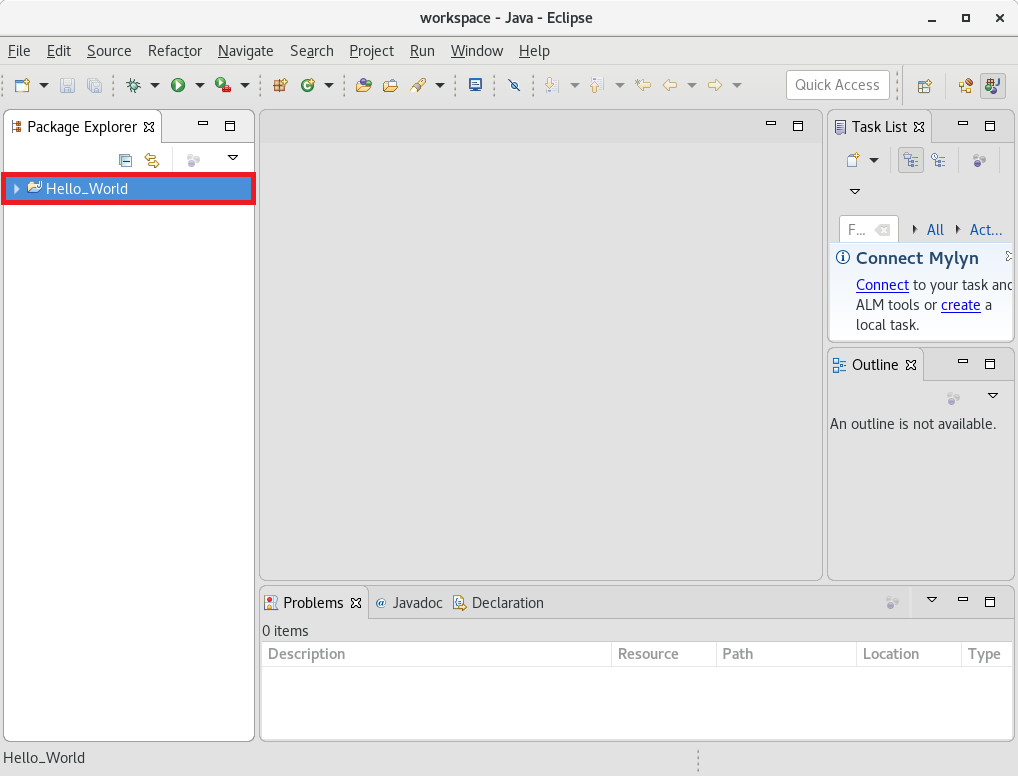 workspace - Java - Eclipse
File Edit Source Refactor Navigate Search Project Run Window Help
Quick Access
Package Explorer
Hello_World
Task List
F... All Act...
Connect Mylyn
Connect to your task and
ALM tools or create a
local task.
Outline
An outline is not available.
Problems @ Javadoc Declaration
0 items
Description Resource Path Location Type
Hello_World